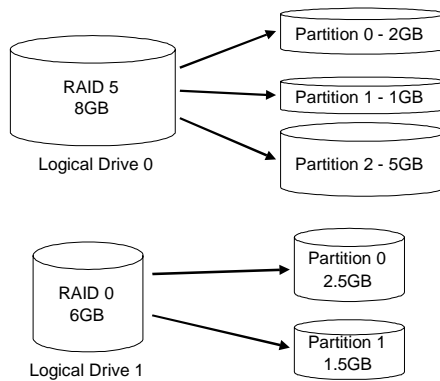 RAID 5
8GB
Logical Drive 0
Partition 0 - 2GB
Partition 1 - 1GB
Partition 2 - 5GB
RAID 0
6GB
Logical Drive 1
Partition 0
2.5GB
Partition 1
1.5GB